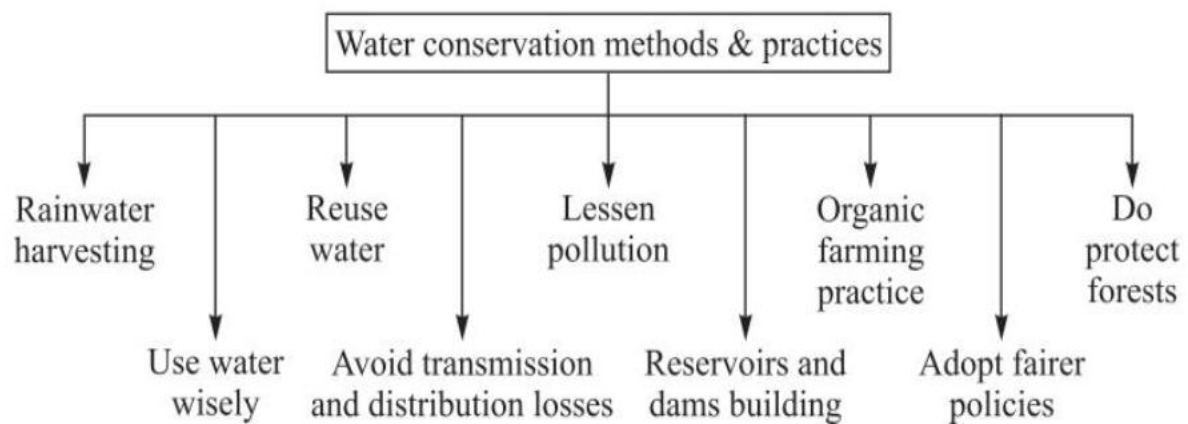 Water conservation methods & practices
Rainwater
harvesting
Use water
wisely
Reuse
water
Avoid transmission
and distribution losses
Lessen
pollution
Reservoirs and
dams building
Organic
farming
practice
Adopt fairer
policies
Do
protect
forests